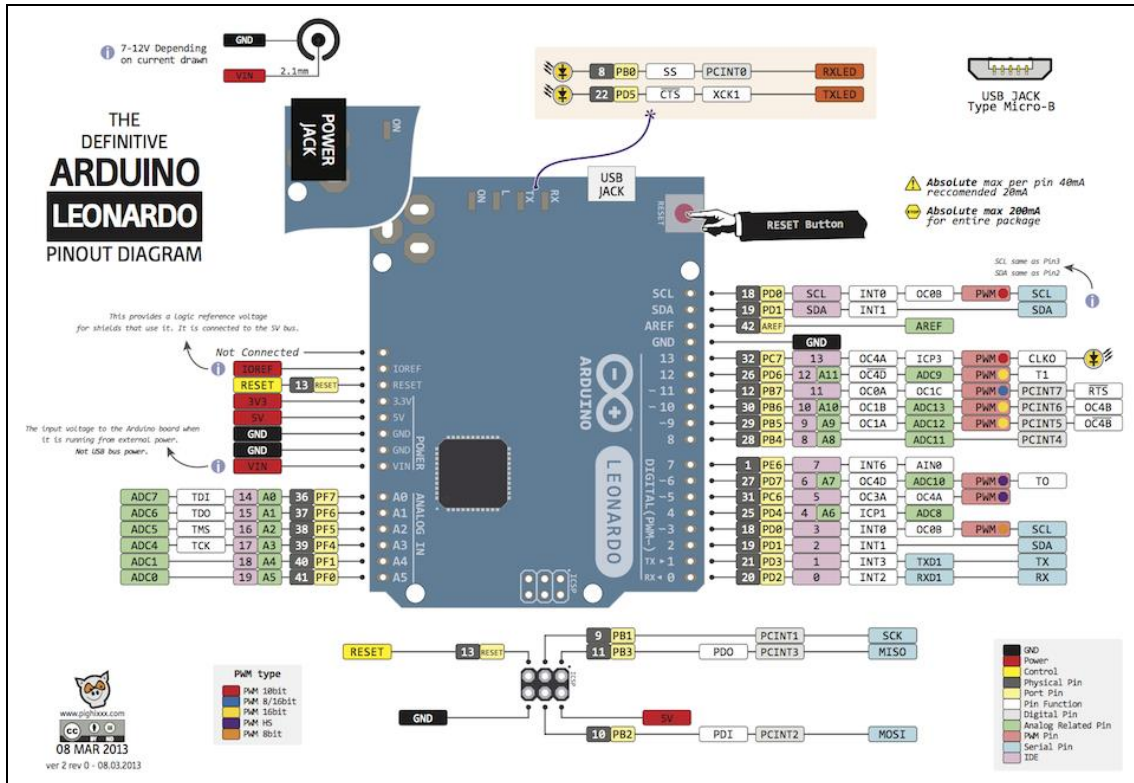 7-12V Depending
on current drawn
GND
VIN
2.1mm
POWER JACK
ON
THE
DEFINITIVE
ARDUINO
LEONARDO
PINOUT DIAGRAM
8 PB0 SS PCINT0 RXLED
22 PD5 CTS XCK1 TXLED
*
USB JACK
Type Micro-B
USB
JACK
ON L TX RX
RESET
RESET Button
Absolute max per pin 40mA
reccomended 20mA
Absolute max 200mA
for entire package
SCL same as Pin3
SDA same as Pin2
SCL 18 PD0 SCL INT0 OC0B PWM SCL
SDA 19 PD1 SDA INT1 SDA
AREF 42 AREF AREF
GND GND
13 32 PC7 13 OC4A ICP3 PWM CLKO
12 26 PD6 12 A11 OC4D ADC9 PWM T1
~11 12 PB7 11 OC0A OC1C PWM PCINT7 RTS
~10 30 PB6 10 A10 OC1B ADC13 PWM PCINT6 OC4B
~9 29 PB5 9 A9 OC1A ADC12 PWM PCINT5 OC4B
8 28 PB4 8 A8 ADC11 PCINT4
7 1 PE6 7 INT6 AIN0
~6 27 PD7 6 A7 OC4D ADC10 PWM TO
~5 31 PC6 5 OC3A OC4A PWM
4 25 PD4 4 A6 ICP1 ADC8
~3 18 PD0 3 INT0 OC0B PWM SCL
2 19 PD1 2 INT1 SDA
TX ► 1 21 PD3 1 INT3 TXD1 TX
RX ◄ 0 20 PD2 0 INT2 RXD1 RX
ARDUINO
LEONARDO
DIGITAL (PWM~)
ICSP
This provides a logic reference voltage
for shields that use it. It is connected to the 5V bus.
Not Connected
IOREF IOREF
RESET 13 RESET RESET
3V3 3.3V
5V 5V
GND GND
GND GND
VIN VIN
POWER
The input voltage to the Arduino board when
it is running from external power.
Not USB bus power.
ADC7 TDI 14 A0 36 PF7 A0
ADC6 TDO 15 A1 37 PF6 A1
ADC5 TMS 16 A2 38 PF5 A2
ADC4 TCK 17 A3 39 PF4 A3
ADC1 18 A4 40 PF1 A4
ADC0 19 A5 41 PF0 A5
ANALOG IN
9 PB1 PCINT1 SCK
RESET 13 RESET 11 PB3 PDO PCINT3 MISO
ICSP
GND 5V
10 PB2 PDI PCINT2 MOSI
PWM type
PWM 10bit
PWM 8/16bit
PWM 16bit
PWM HS
PWM 8bit
www.pighixxx.com
cc BY ND
08 MAR 2013
ver 2 rev 0 - 08.03.2013
GND
Power
Control
Physical Pin
Port Pin
Pin Function
Digital Pin
Analog Related Pin
PWM Pin
Serial Pin
IDE